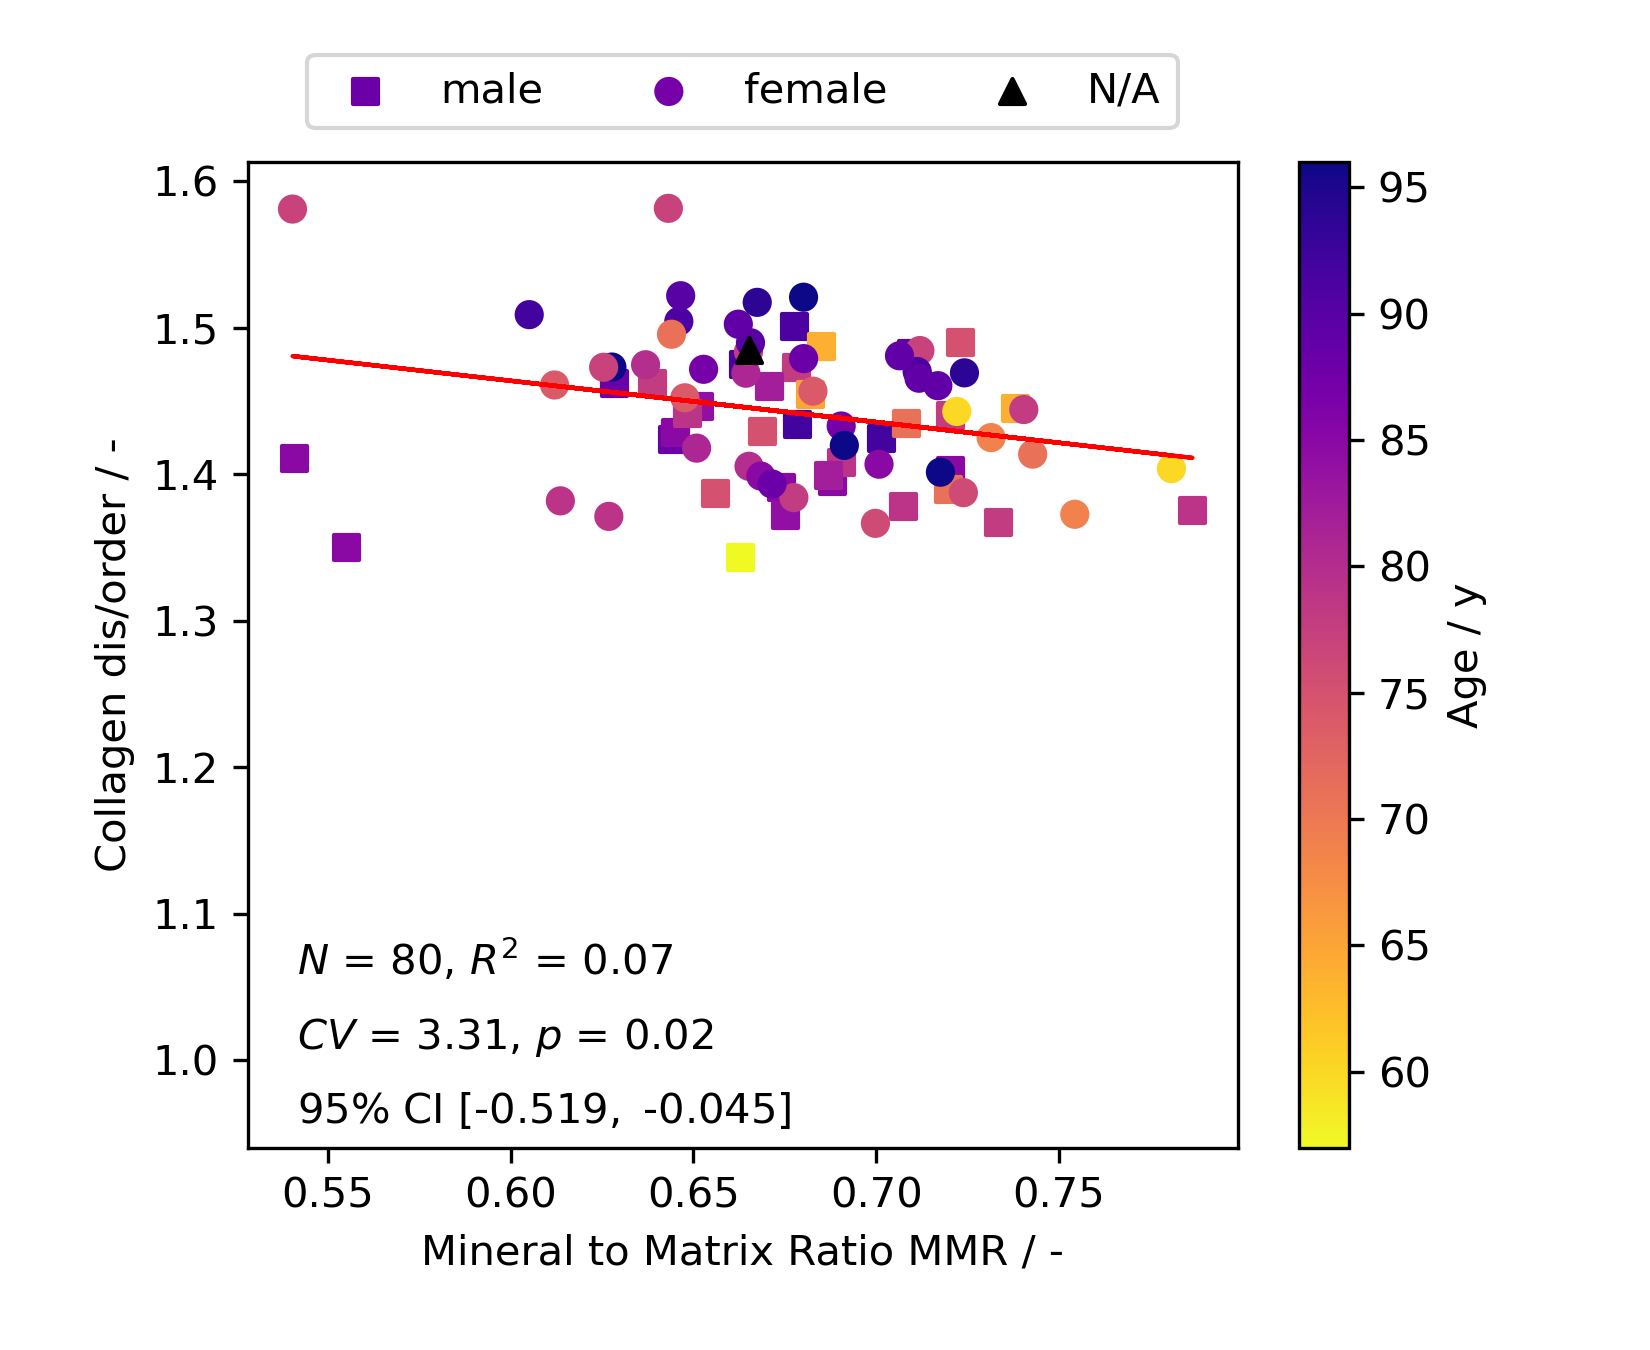 male female N/A
1.6
1.5
1.4
1.3
1.2
1.1
1.0
Collagen dis/order / -
N = 80, R² = 0.07
CV = 3.31, p = 0.02
95% CI [-0.519, -0.045]
0.55 0.60 0.65 0.70 0.75
Mineral to Matrix Ratio MMR / -
95
90
85
80
75
70
65
60
Age / y